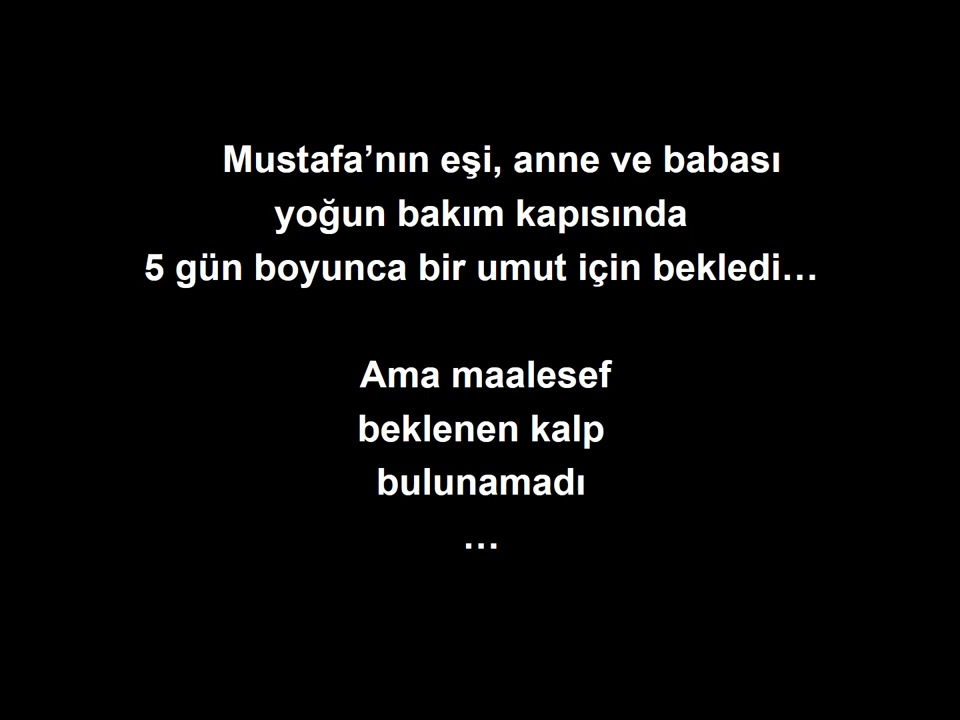 Mustafa’nın eşi, anne ve babası
yoğun bakım kapısında
5 gün boyunca bir umut için bekledi…
Ama maalesef
beklenen kalp
bulunamadı
…